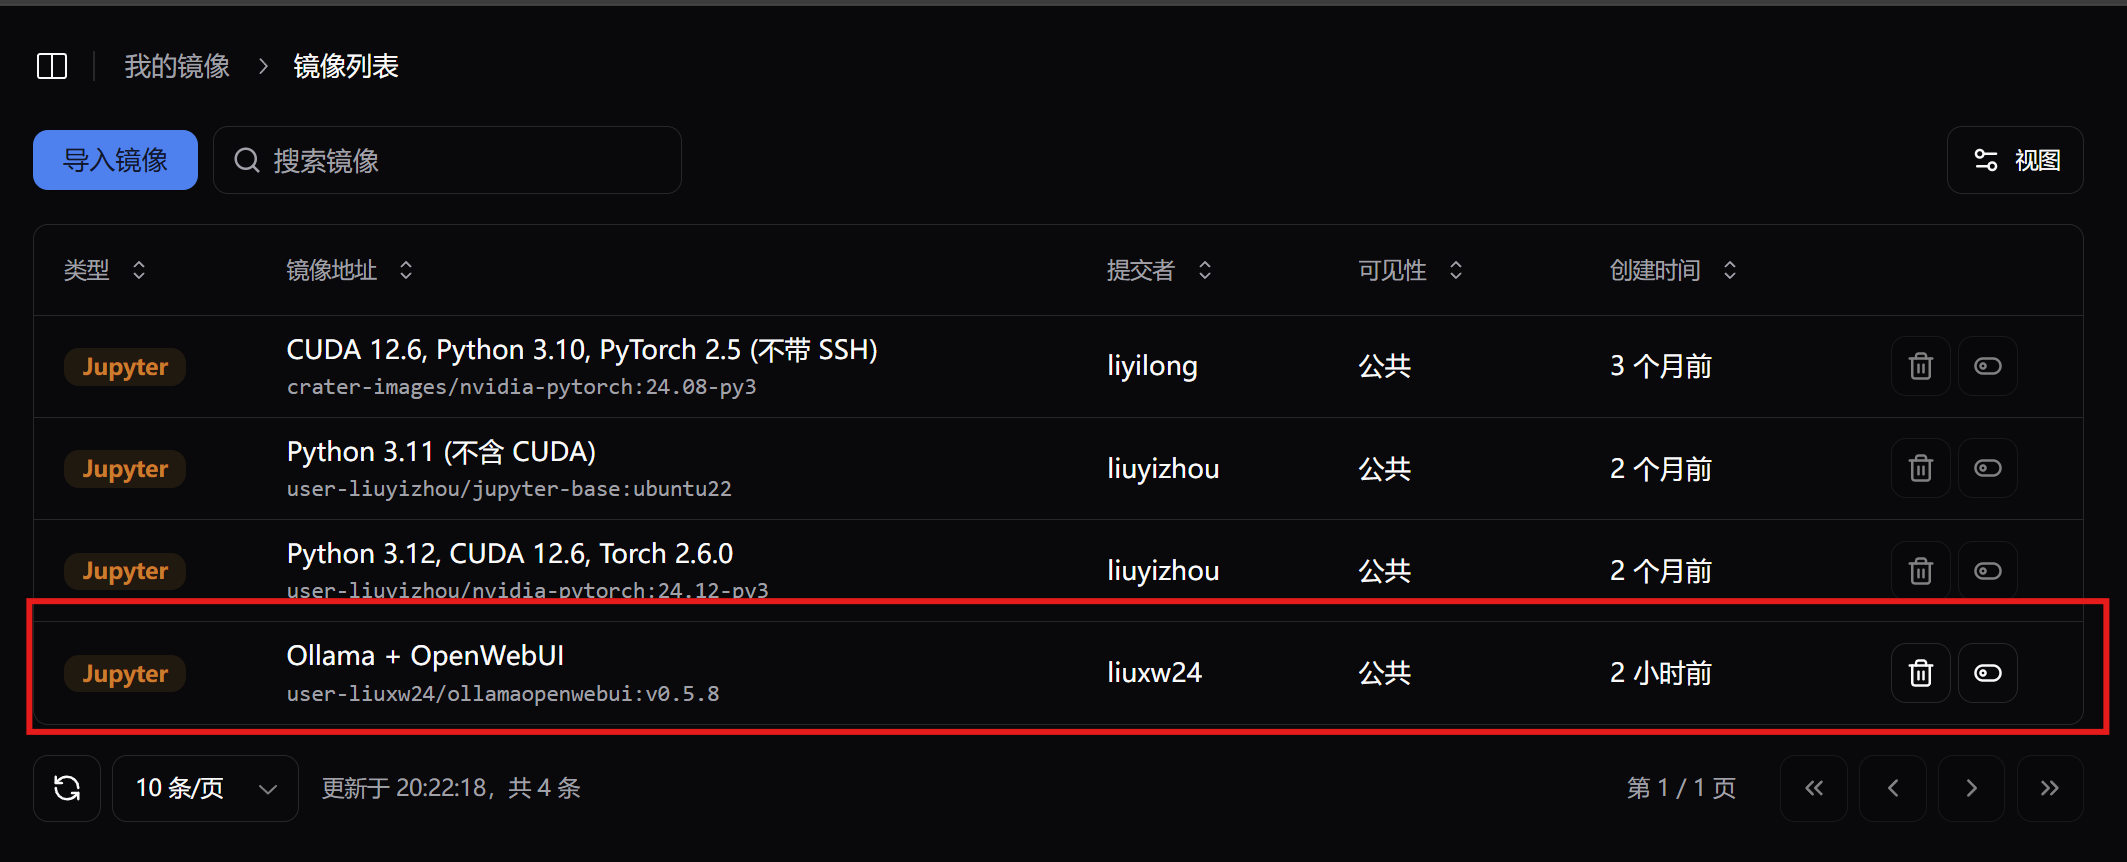 我的镜像 > 镜像列表
导入镜像 搜索镜像 视图
类型 镜像地址 提交者 可见性 创建时间
Jupyter CUDA 12.6, Python 3.10, PyTorch 2.5 (不带 SSH) liyilong 公共 3 个月前
crater-images/nvidia-pytorch:24.08-py3
Jupyter Python 3.11 (不含 CUDA) liuyizhou 公共 2 个月前
user-liuyizhou/jupyter-base:ubuntu22
Jupyter Python 3.12, CUDA 12.6, Torch 2.6.0 liuyizhou 公共 2 个月前
user-liuyizhou/nvidia-pytorch:24.12-py3
Jupyter Ollama + OpenWebUI liuxw24 公共 2 小时前
user-liuxw24/ollamaopenwebui:v0.5.8
10 条/页 更新于 20:22:18，共 4 条 第 1 / 1 页